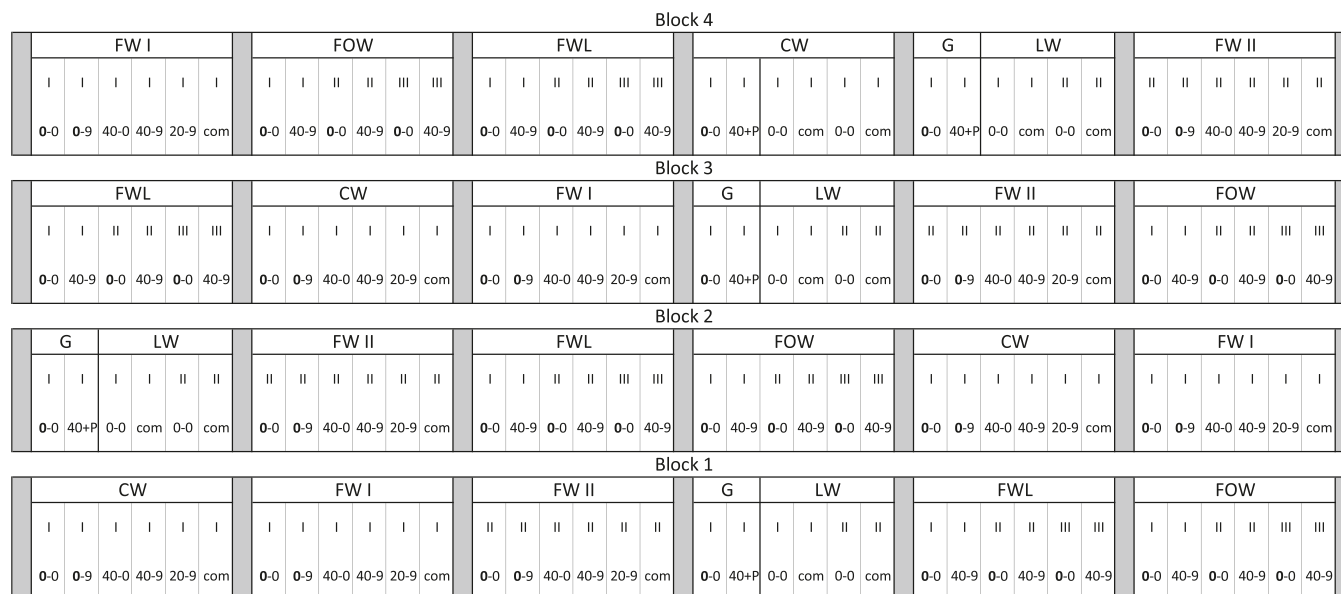 Block 4
FW I FOW FWL CW G LW FW II
I I I I I I I I II II III III I I II II III III I I I I I I I I I I II II II II II II II II
0-0 0-9 40-0 40-9 20-9 com 0-0 40-9 0-0 40-9 0-0 40-9 0-0 40-9 0-0 40-9 0-0 40-9 0-0 40+P 0-0 com 0-0 com 0-0 40+P 0-0 com 0-0 com 0-0 0-9 40-0 40-9 20-9 com
Block 3
FWL CW FW I G LW FW II FOW
I I II II III III I I I I I I I I I I I I I I I I II II II II II II II II I I II II III III
0-0 40-9 0-0 40-9 0-0 40-9 0-0 0-9 40-0 40-9 20-9 com 0-0 0-9 40-0 40-9 20-9 com 0-0 40+P 0-0 com 0-0 com 0-0 0-9 40-0 40-9 20-9 com 0-0 40-9 0-0 40-9 0-0 40-9
Block 2
G LW FW II FWL FOW CW FW I
I I I I II II II II II II II II I I II II III III I I II II III III I I I I I I I I I I I I
0-0 40+P 0-0 com 0-0 com 0-0 0-9 40-0 40-9 20-9 com 0-0 40-9 0-0 40-9 0-0 40-9 0-0 40-9 0-0 40-9 0-0 40-9 0-0 0-9 40-0 40-9 20-9 com 0-0 0-9 40-0 40-9 20-9 com
Block 1
CW FW I FW II G LW FWL FOW
I I I I I I I I I I I I II II II II II II I I I I II II I I II II III III I I II II III III
0-0 0-9 40-0 40-9 20-9 com 0-0 0-9 40-0 40-9 20-9 com 0-0 0-9 40-0 40-9 20-9 com 0-0 40+P 0-0 com 0-0 com 0-0 40-9 0-0 40-9 0-0 40-9 0-0 40-9 0-0 40-9 0-0 40-9